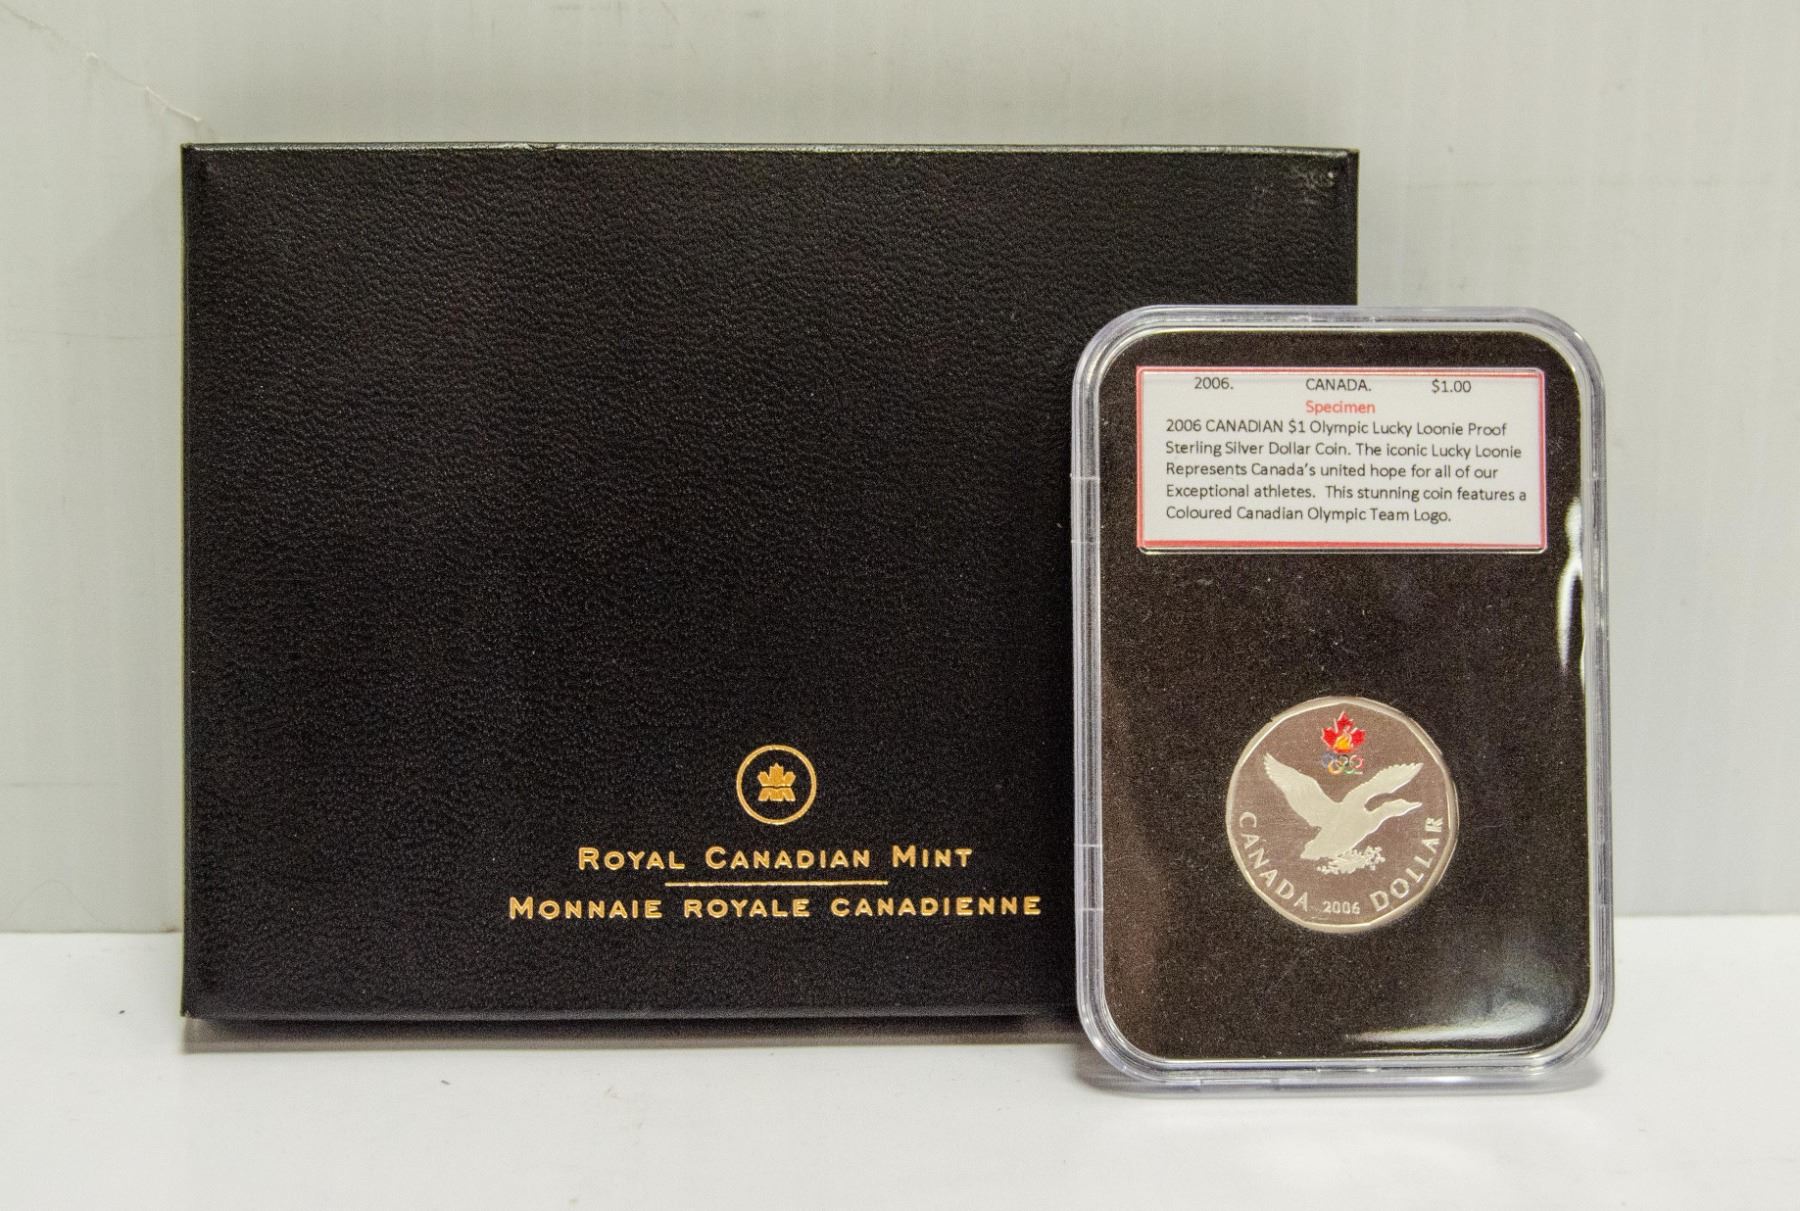 ROYAL CANADIAN MINT
MONNAIE ROYALE CANADIENNE
2006. CANADA. $1.00
Specimen
2006 CANADIAN $1 Olympic Lucky Loonie Proof
Sterling Silver Dollar Coin. The iconic Lucky Loonie
Represents Canada's united hope for all of our
Exceptional athletes. This stunning coin features a
Coloured Canadian Olympic Team Logo.
CANADA 2006 DOLLAR